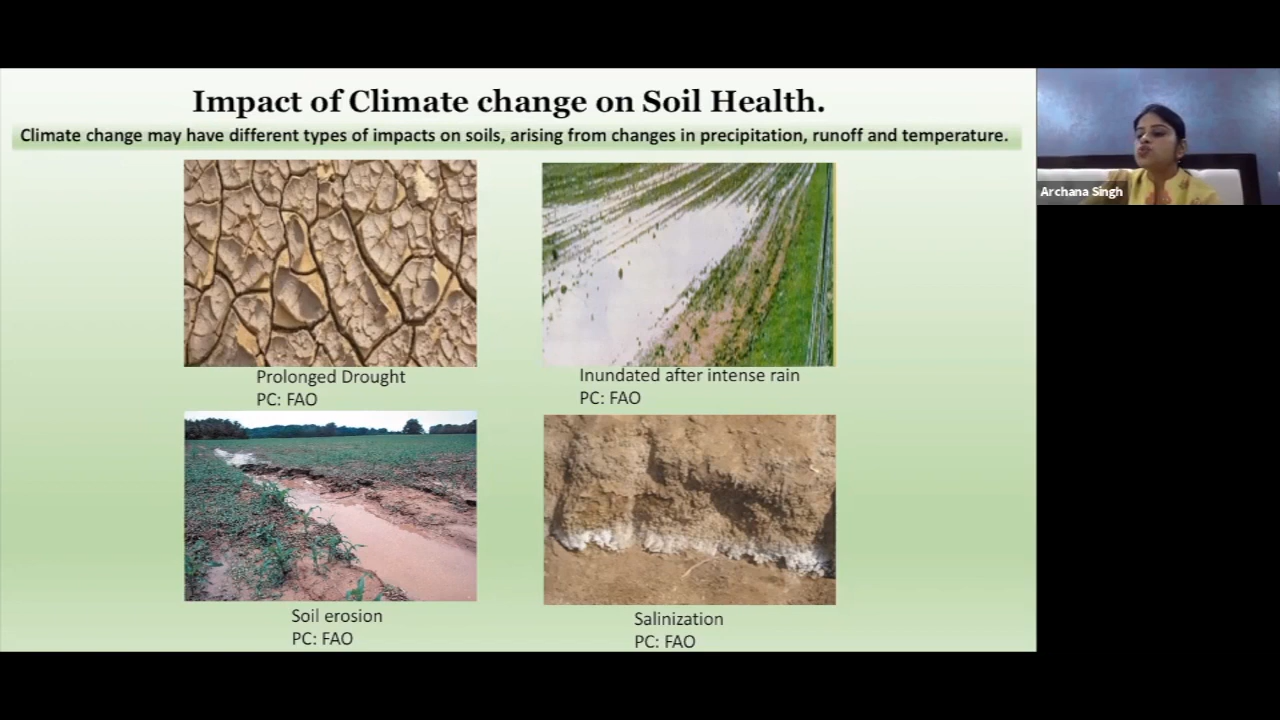 Impact of Climate change on Soil Health.
Climate change may have different types of impacts on soils, arising from changes in precipitation, runoff and temperature.
Archana Singh
Prolonged Drought
PC: FAO
Inundated after intense rain
PC: FAO
Soil erosion
PC: FAO
Salinization
PC: FAO